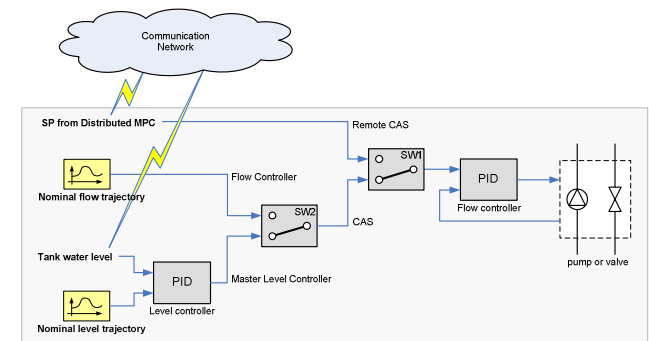 Communication
Network
SP from Distributed MPC
Remote CAS
SW1
Nominal flow trajectory
Flow Controller
PID
Flow controller
SW2
CAS
Tank water level
pump or valve
PID
Master Level Controller
Level controller
Nominal level trajectory